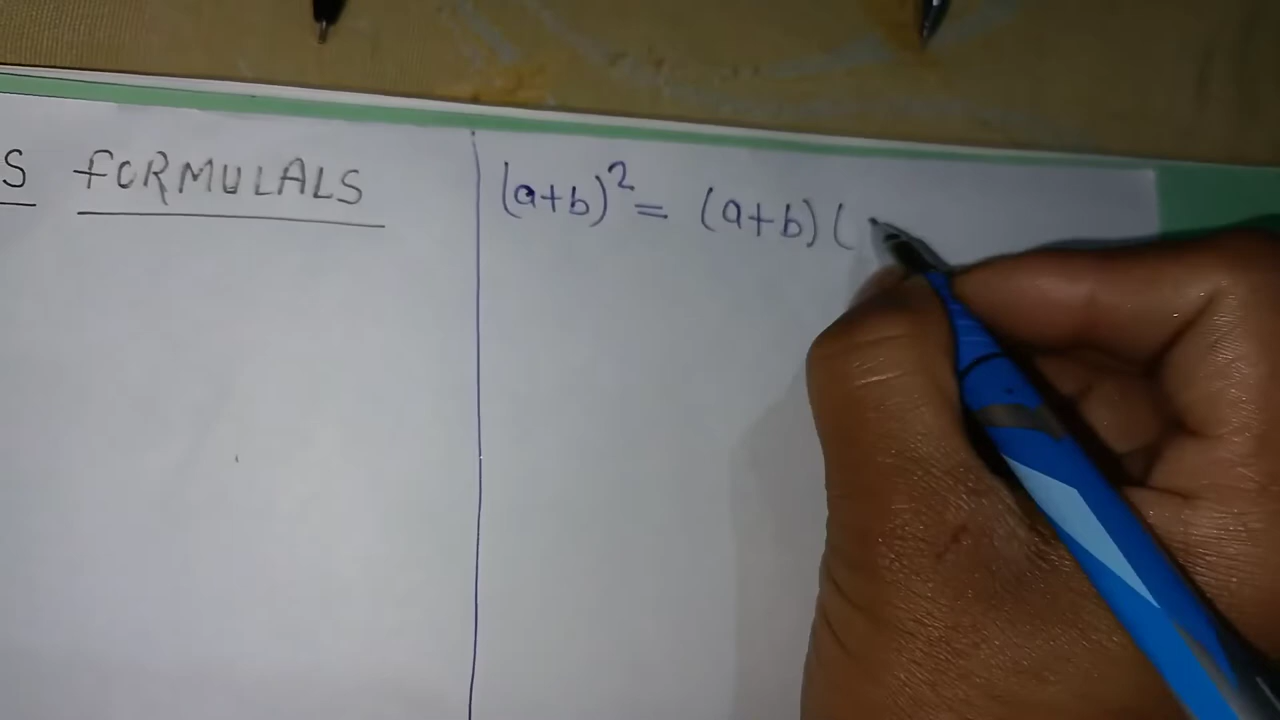 S FORMULALS
(a+b)² = (a+b)(